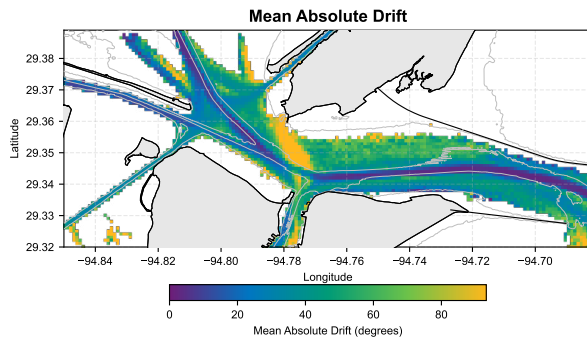 Mean Absolute Drift
29.38
29.37
29.36
29.35
29.34
29.33
29.32
Latitude
−94.84 −94.82 −94.80 −94.78 −94.76 −94.74 −94.72 −94.70
Longitude
0 20 40 60 80
Mean Absolute Drift (degrees)